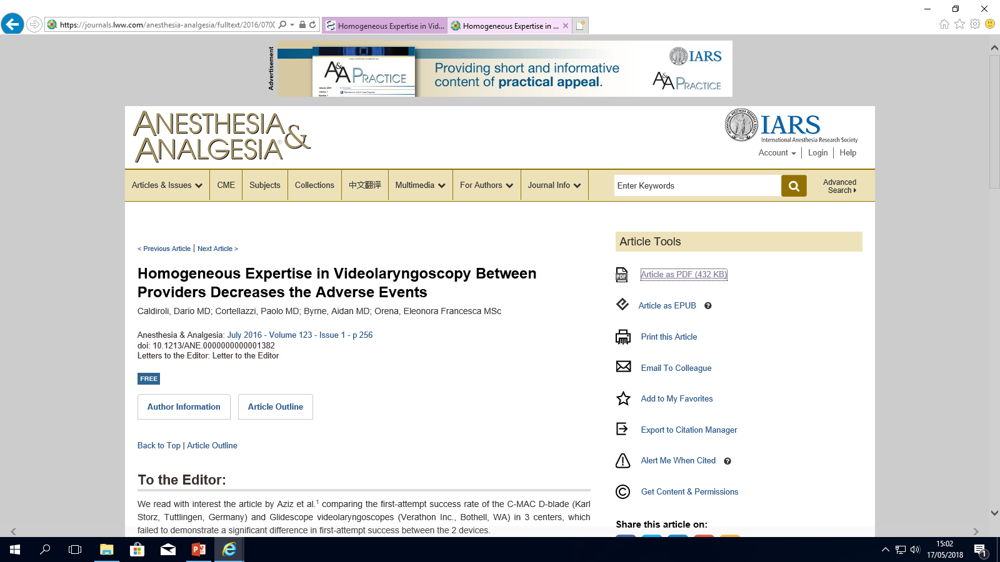 https://journals.lww.com/anesthesia-analgesia/fulltext/2016/070
Homogeneous Expertise in Vid...
Homogeneous Expertise in ...
Advertisement
A&A PRACTICE
Providing short and informative
content of practical appeal.
IARS
A&A PRACTICE
ANESTHESIA
& ANALGESIA
IARS
International Anesthesia Research Society
Account
Login
Help
Articles & Issues
CME
Subjects
Collections
中文翻译
Multimedia
For Authors
Journal Info
Enter Keywords
Advanced
Search
< Previous Article | Next Article >
Homogeneous Expertise in Videolaryngoscopy Between
Providers Decreases the Adverse Events
Caldiroli, Dario MD; Cortellazzi, Paolo MD; Byrne, Aidan MD; Orena, Eleonora Francesca MSc
Anesthesia & Analgesia: July 2016 - Volume 123 - Issue 1 - p 256
doi: 10.1213/ANE.0000000000001382
Letters to the Editor: Letter to the Editor
FREE
Author Information
Article Outline
Back to Top | Article Outline
To the Editor:
We read with interest the article by Aziz et al.1 comparing the first-attempt success rate of the C-MAC D-blade (Karl
Storz, Tuttlingen, Germany) and Glidescope videolaryngoscopes (Verathon Inc., Bothell, WA) in 3 centers, which
failed to demonstrate a significant difference in first-attempt success between the 2 devices.
Article Tools
PDF
Article as PDF (432 KB)
Article as EPUB
Print this Article
Email To Colleague
Add to My Favorites
Export to Citation Manager
Alert Me When Cited
Get Content & Permissions
Share this article on:
15:02
17/05/2018
1